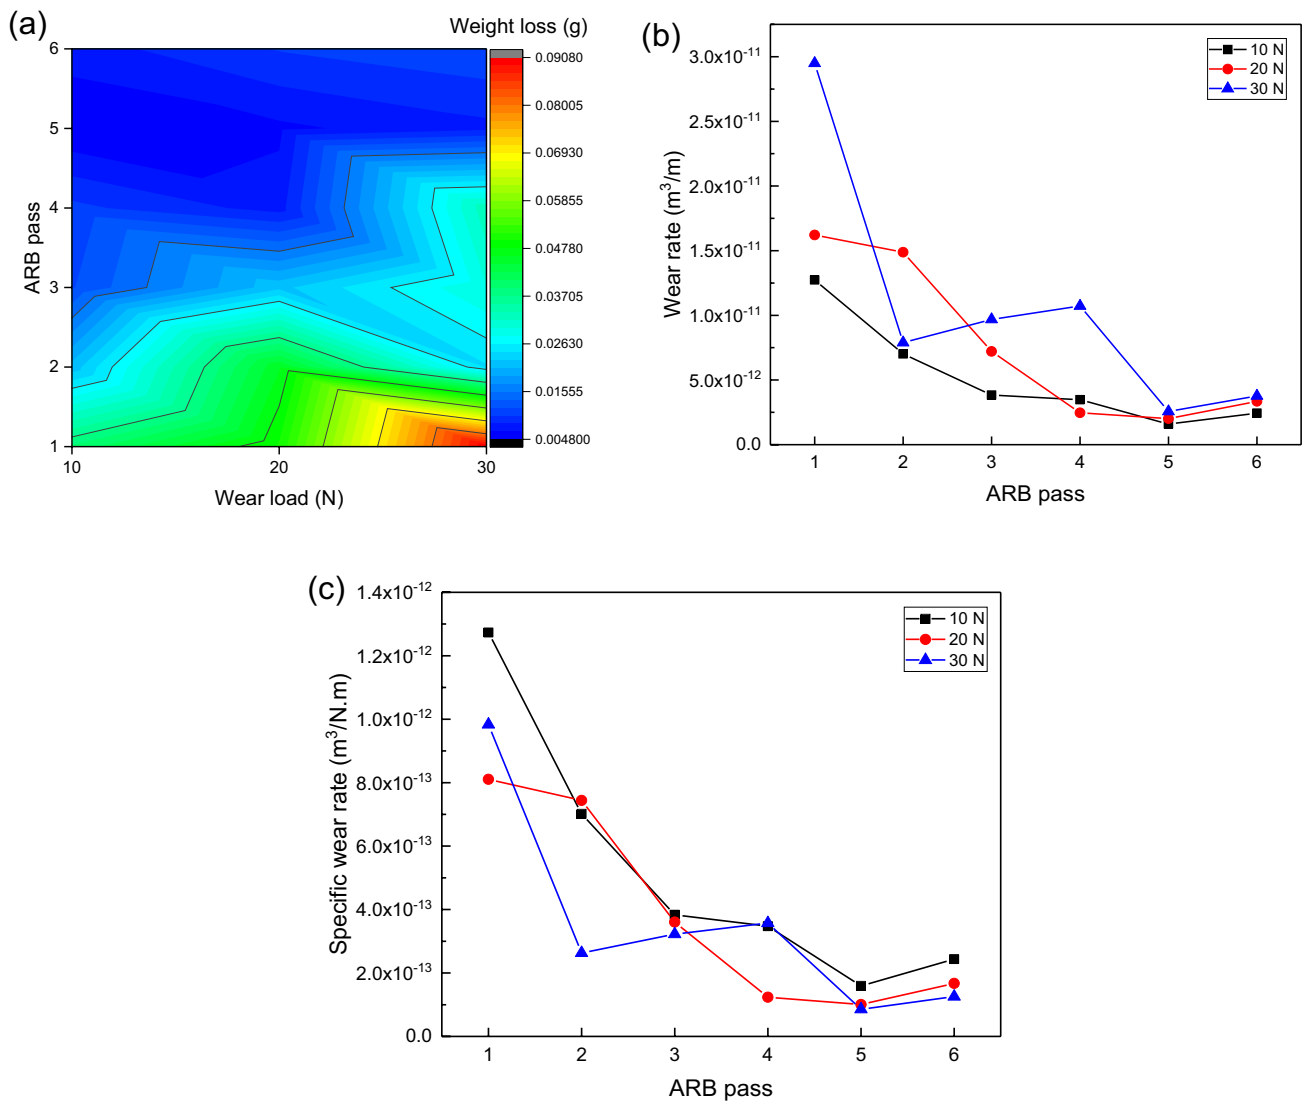 (a)
Weight loss (g)
6
5
4
3
2
1
ARB pass
10
20
30
Wear load (N)
0.09080
0.08005
0.06930
0.05855
0.04780
0.03705
0.02630
0.01555
0.004800
(b)
3.0x10⁻¹¹
2.5x10⁻¹¹
2.0x10⁻¹¹
1.5x10⁻¹¹
1.0x10⁻¹¹
5.0x10⁻¹²
0.0
Wear rate (m³/m)
10 N
20 N
30 N
1 2 3 4 5 6
ARB pass
(c)
1.4x10⁻¹²
1.2x10⁻¹²
1.0x10⁻¹²
8.0x10⁻¹³
6.0x10⁻¹³
4.0x10⁻¹³
2.0x10⁻¹³
0.0
Specific wear rate (m³/N.m)
10 N
20 N
30 N
1 2 3 4 5 6
ARB pass